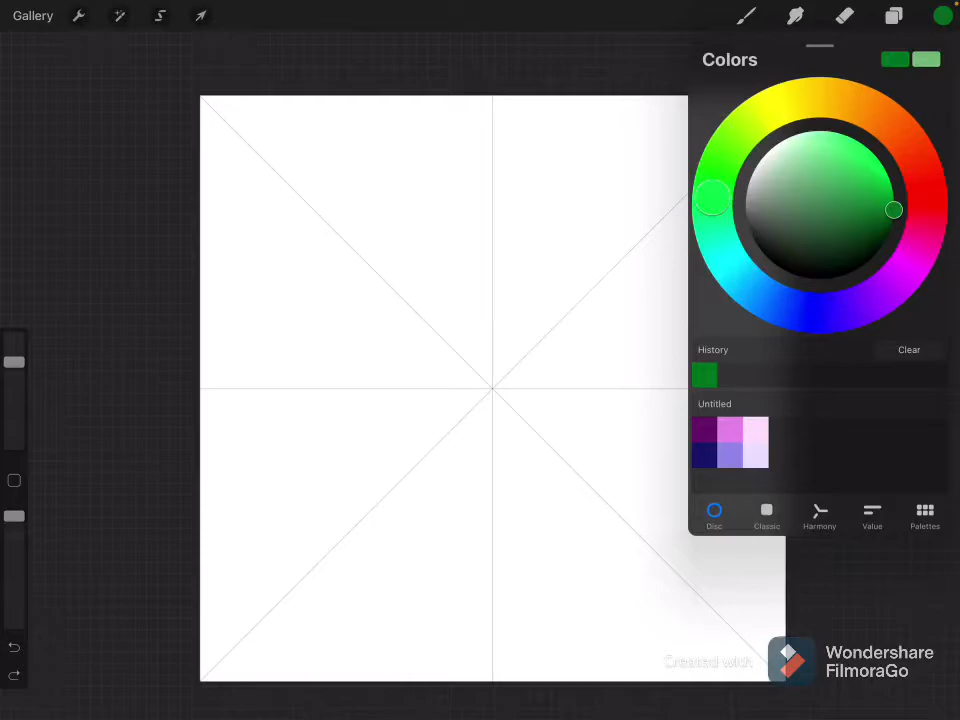 Gallery
Colors
History
Clear
Untitled
Disc
Classic
Harmony
Value
Palettes
Created with
Wondershare
FilmoraGo